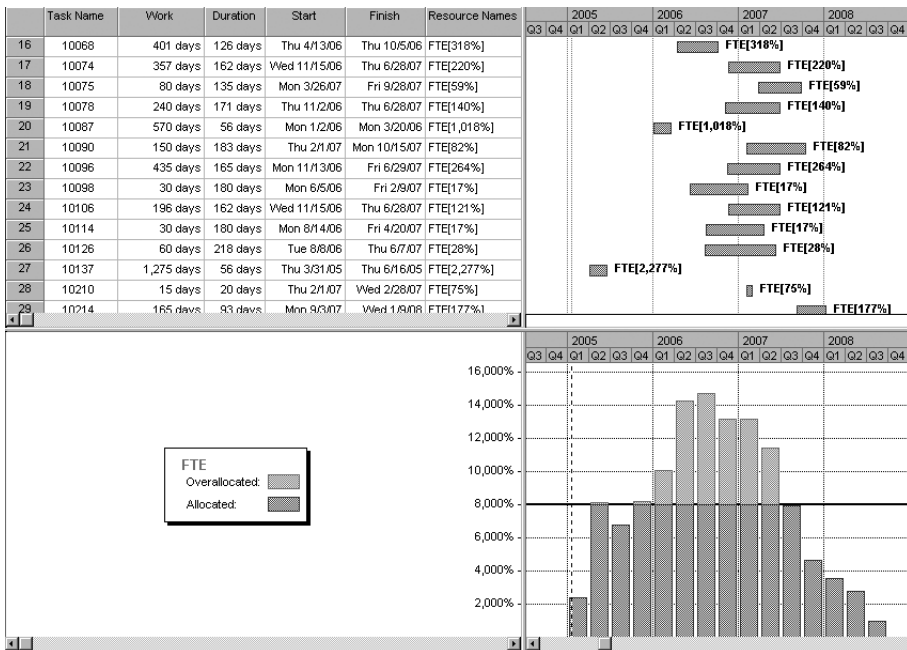 Task Name Work Duration Start Finish Resource Names
16 10068 401 days 126 days Thu 4/13/06 Thu 10/5/06 FTE[318%]
17 10074 357 days 162 days Wed 11/15/06 Thu 6/28/07 FTE[220%]
18 10075 80 days 135 days Mon 3/26/07 Fri 9/28/07 FTE[59%]
19 10078 240 days 171 days Thu 11/2/06 Thu 6/28/07 FTE[140%]
20 10087 570 days 56 days Mon 1/2/06 Mon 3/20/06 FTE[1,018%]
21 10090 150 days 183 days Thu 2/1/07 Mon 10/15/07 FTE[82%]
22 10096 435 days 165 days Mon 11/13/06 Fri 6/29/07 FTE[264%]
23 10098 30 days 180 days Mon 6/5/06 Fri 2/9/07 FTE[17%]
24 10106 196 days 162 days Wed 11/15/06 Thu 6/28/07 FTE[121%]
25 10114 30 days 180 days Mon 8/14/06 Fri 4/20/07 FTE[17%]
26 10126 60 days 218 days Tue 8/8/06 Thu 6/7/07 FTE[28%]
27 10137 1,275 days 56 days Thu 3/31/05 Thu 6/16/05 FTE[2,277%]
28 10210 15 days 20 days Thu 2/1/07 Wed 2/28/07 FTE[75%]
29 10214 165 days 93 days Mon 9/3/07 Wed 1/9/08 FTE[177%]
2005 2006 2007 2008
Q3 Q4 Q1 Q2 Q3 Q4 Q1 Q2 Q3 Q4 Q1 Q2 Q3 Q4 Q1 Q2 Q3 Q4
FTE[318%]
FTE[220%]
FTE[59%]
FTE[140%]
FTE[1,018%]
FTE[82%]
FTE[264%]
FTE[17%]
FTE[121%]
FTE[17%]
FTE[28%]
FTE[2,277%]
FTE[75%]
FTE[177%]
FTE
Overallocated:
Allocated:
2005 2006 2007 2008
Q3 Q4 Q1 Q2 Q3 Q4 Q1 Q2 Q3 Q4 Q1 Q2 Q3 Q4 Q1 Q2 Q3 Q4
16,000%
14,000%
12,000%
10,000%
8,000%
6,000%
4,000%
2,000%